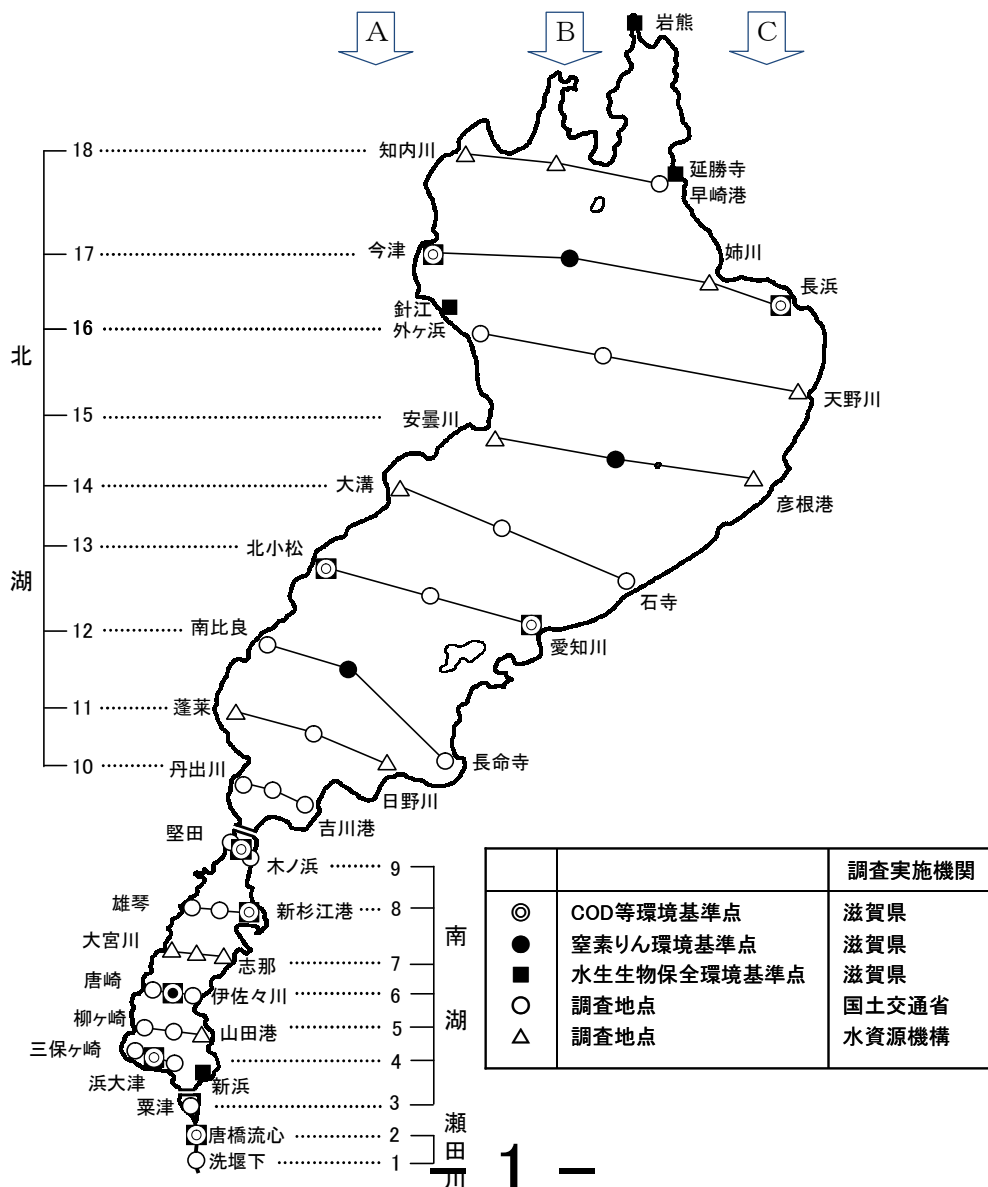 A
B
C
岩熊
18
知内川
延勝寺
早崎港
17
今津
姉川
長浜
針江
16
外ヶ浜
北
天野川
15
安曇川
14
大溝
彦根港
13
北小松
湖
石寺
12
南比良
愛知川
11
蓬莱
長命寺
10
丹出川
日野川
吉川港
堅田
木ノ浜
9
雄琴
新杉江港
8
大宮川
南
志那
7
唐崎
伊佐々川
6
湖
柳ヶ崎
山田港
5
三保ヶ崎
4
浜大津
新浜
粟津
3
瀬田川
唐橋流心
2
洗堰下
1
調査実施機関
◎ COD等環境基準点 滋賀県
● 窒素りん環境基準点 滋賀県
■ 水生生物保全環境基準点 滋賀県
○ 調査地点 国土交通省
△ 調査地点 水資源機構
— 1 —